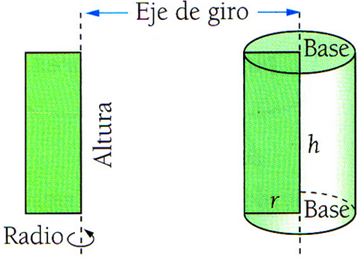 Eje de giro
Altura
Radio
Base
h
r
Base